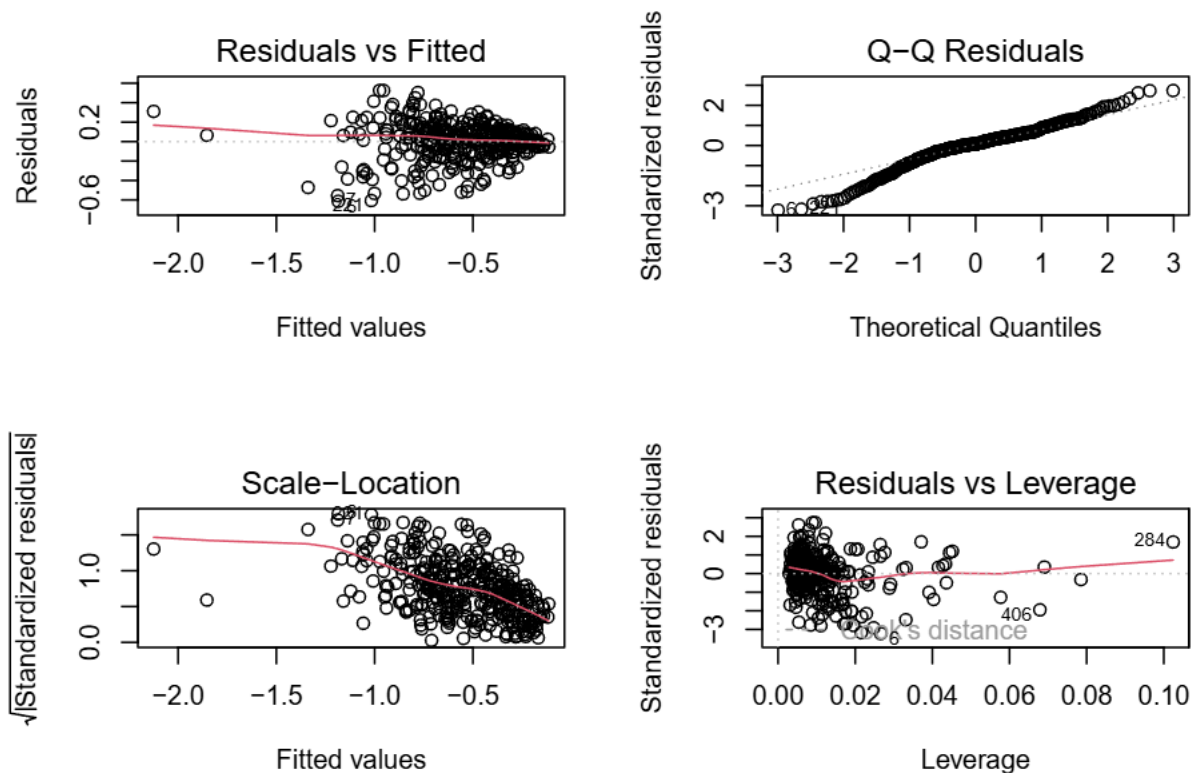 Residuals vs Fitted
Residuals
0.2
−0.6
−2.0 −1.5 −1.0 −0.5
Fitted values
Q−Q Residuals
Standardized residuals
2
0
−3
6
−3 −2 −1 0 1 2 3
Theoretical Quantiles
Scale−Location
√|Standardized residuals|
1.0
0.0
−2.0 −1.5 −1.0 −0.5
Fitted values
Residuals vs Leverage
Standardized residuals
2
0
−3
284
406
Cook's distance
6
0.00 0.02 0.04 0.06 0.08 0.10
Leverage